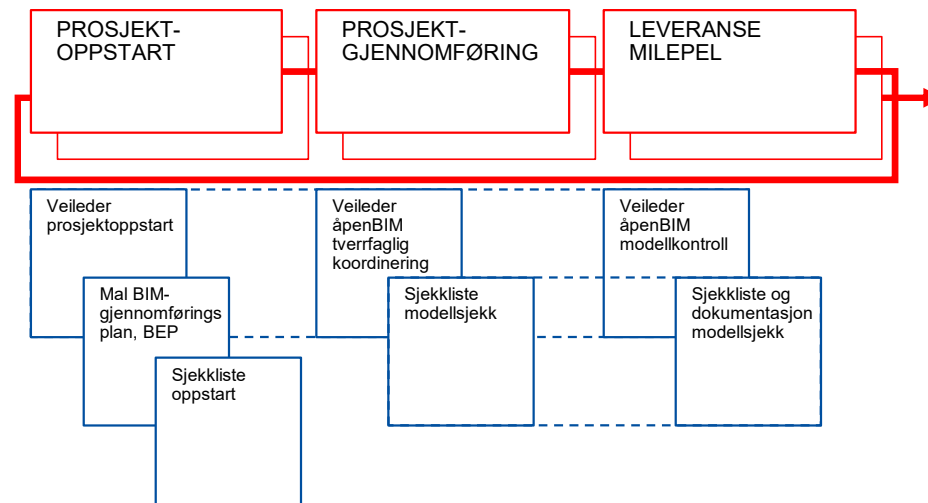 PROSJEKT-
OPPSTART
PROSJEKT-
GJENNOMFØRING
LEVERANSE
MILEPEL
Veileder
prosjektoppstart
Mal BIM-
gjennomførings
plan, BEP
Sjekkliste
oppstart
Veileder
åpenBIM
tverrfaglig
koordinering
Sjekkliste
modellsjekk
Veileder
åpenBIM
modellkontroll
Sjekkliste og
dokumentasjon
modellsjekk